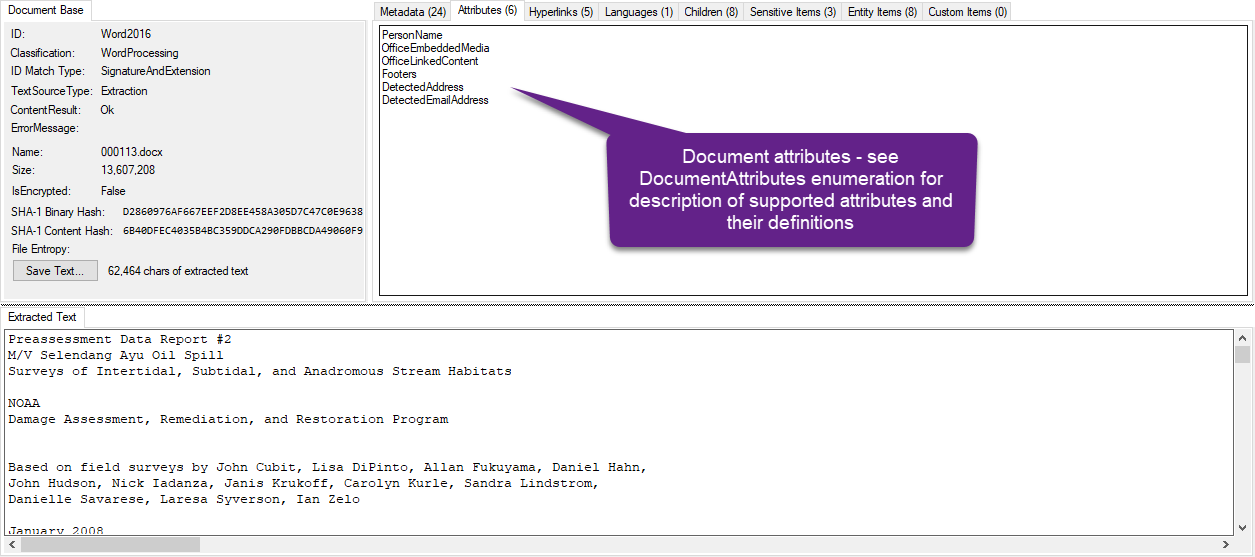 Document Base
ID: Word2016
Classification: WordProcessing
ID Match Type: SignatureAndExtension
TextSourceType: Extraction
ContentResult: Ok
ErrorMessage:
Name: 000113.docx
Size: 13,607,208
IsEncrypted: False
SHA-1 Binary Hash: D2860976AF667EEF2D8EE458A305D7C47C0E9638
SHA-1 Content Hash: 6B40DFEC4035B4BC359DDCA290FDBBCDA49060F9
File Entropy:
Save Text... 62,464 chars of extracted text
Metadata (24) Attributes (6) Hyperlinks (5) Languages (1) Children (8) Sensitive Items (3) Entity Items (8) Custom Items (0)
PersonName
OfficeEmbeddedMedia
OfficeLinkedContent
Footers
DetectedAddress
DetectedEmailAddress
Document attributes - see
DocumentAttributes enumeration for
description of supported attributes and
their definitions
Extracted Text
Preassessment Data Report #2
M/V Selendang Ayu Oil Spill
Surveys of Intertidal, Subtidal, and Anadromous Stream Habitats
NOAA
Damage Assessment, Remediation, and Restoration Program
Based on field surveys by John Cubit, Lisa DiPinto, Allan Fukuyama, Daniel Hahn,
John Hudson, Nick Iadanza, Janis Krukoff, Carolyn Kurle, Sandra Lindstrom,
Danielle Savarese, Laresa Syverson, Ian Zelo
January 2008